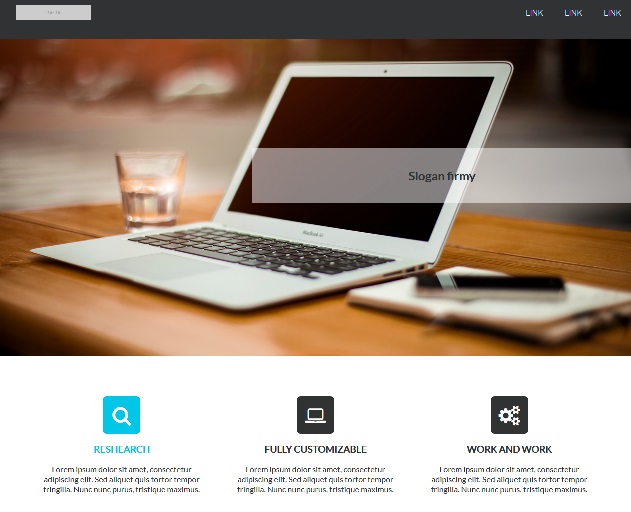 LINK LINK LINK
Slogan firmy
RESHEARCH
Lorem ipsum dolor sit amet, consectetur
adipiscing elit. Sed aliquet quis tortor tempor
fringilla. Nunc nunc purus, tristique maximus.
FULLY CUSTOMIZABLE
Lorem ipsum dolor sit amet, consectetur
adipiscing elit. Sed aliquet quis tortor tempor
fringilla. Nunc nunc purus, tristique maximus.
WORK AND WORK
Lorem ipsum dolor sit amet, consectetur
adipiscing elit. Sed aliquet quis tortor tempor
fringilla. Nunc nunc purus, tristique maximus.